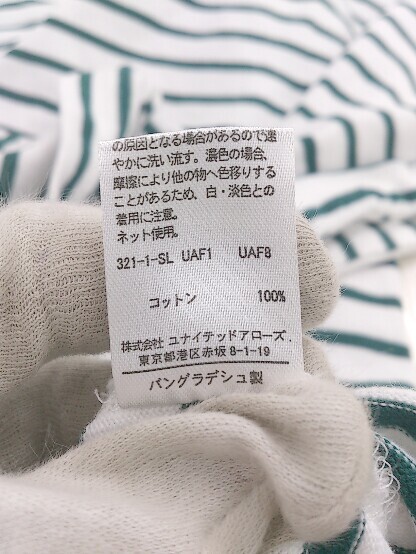 の原因となる場合があるので速
やかに洗い流す。濃色の場合、
摩擦により他の物へ色移りする
ことがあるため、白・淡色との
着用に注意。
ネット使用。
321-1-SL UAF1 UAF8
コットン 100%
株式会社 ユナイテッドアローズ.
東京都港区赤坂8-1-19
バングラデシュ製